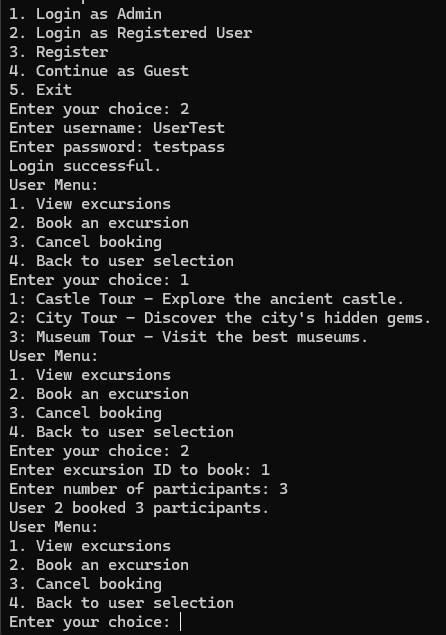 1. Login as Admin
2. Login as Registered User
3. Register
4. Continue as Guest
5. Exit
Enter your choice: 2
Enter username: UserTest
Enter password: testpass
Login successful.
User Menu:
1. View excursions
2. Book an excursion
3. Cancel booking
4. Back to user selection
Enter your choice: 1
1: Castle Tour - Explore the ancient castle.
2: City Tour - Discover the city's hidden gems.
3: Museum Tour - Visit the best museums.
User Menu:
1. View excursions
2. Book an excursion
3. Cancel booking
4. Back to user selection
Enter your choice: 2
Enter excursion ID to book: 1
Enter number of participants: 3
User 2 booked 3 participants.
User Menu:
1. View excursions
2. Book an excursion
3. Cancel booking
4. Back to user selection
Enter your choice: